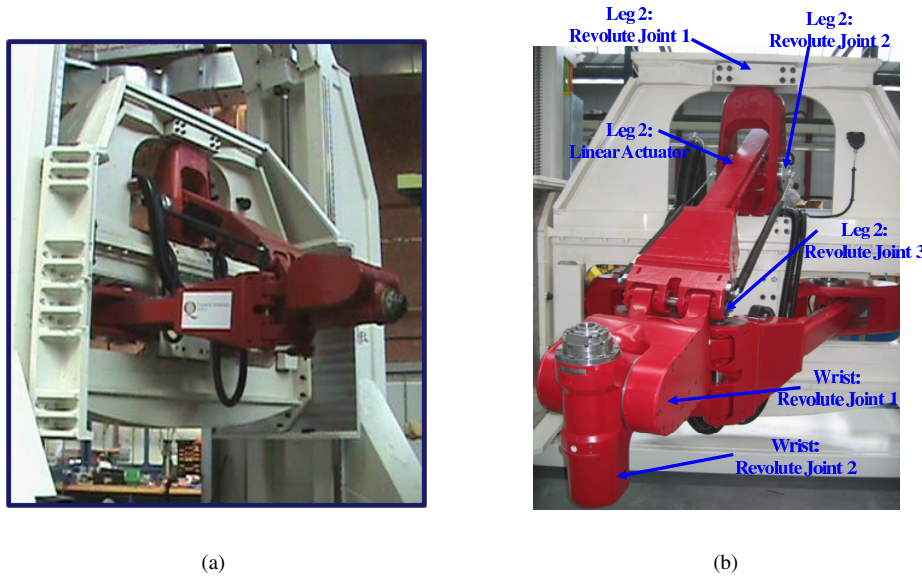 Leg 2:
Revolute Joint 1
Leg 2:
Revolute Joint 2
Leg 2:
Linear Actuator
Leg 2:
Revolute Joint 3
Wrist:
Revolute Joint 1
Wrist:
Revolute Joint 2
(a)
(b)